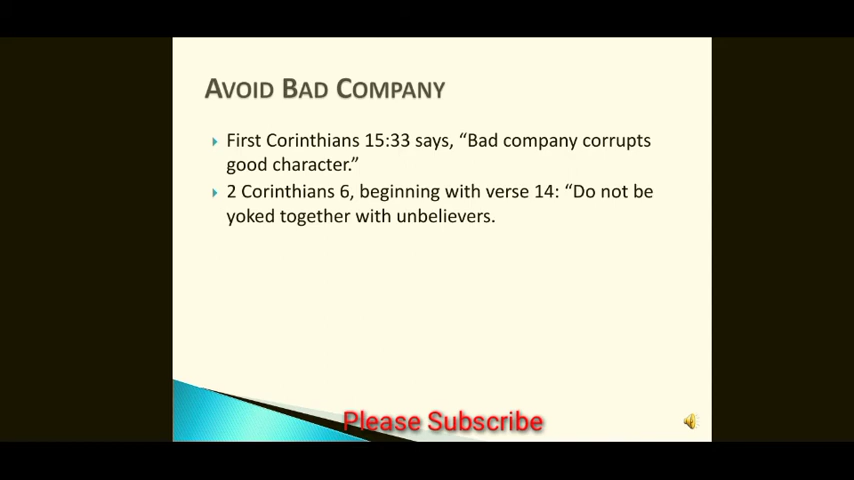 AVOID BAD COMPANY
First Corinthians 15:33 says, “Bad company corrupts
good character.”
2 Corinthians 6, beginning with verse 14: “Do not be
yoked together with unbelievers.
Please Subscribe